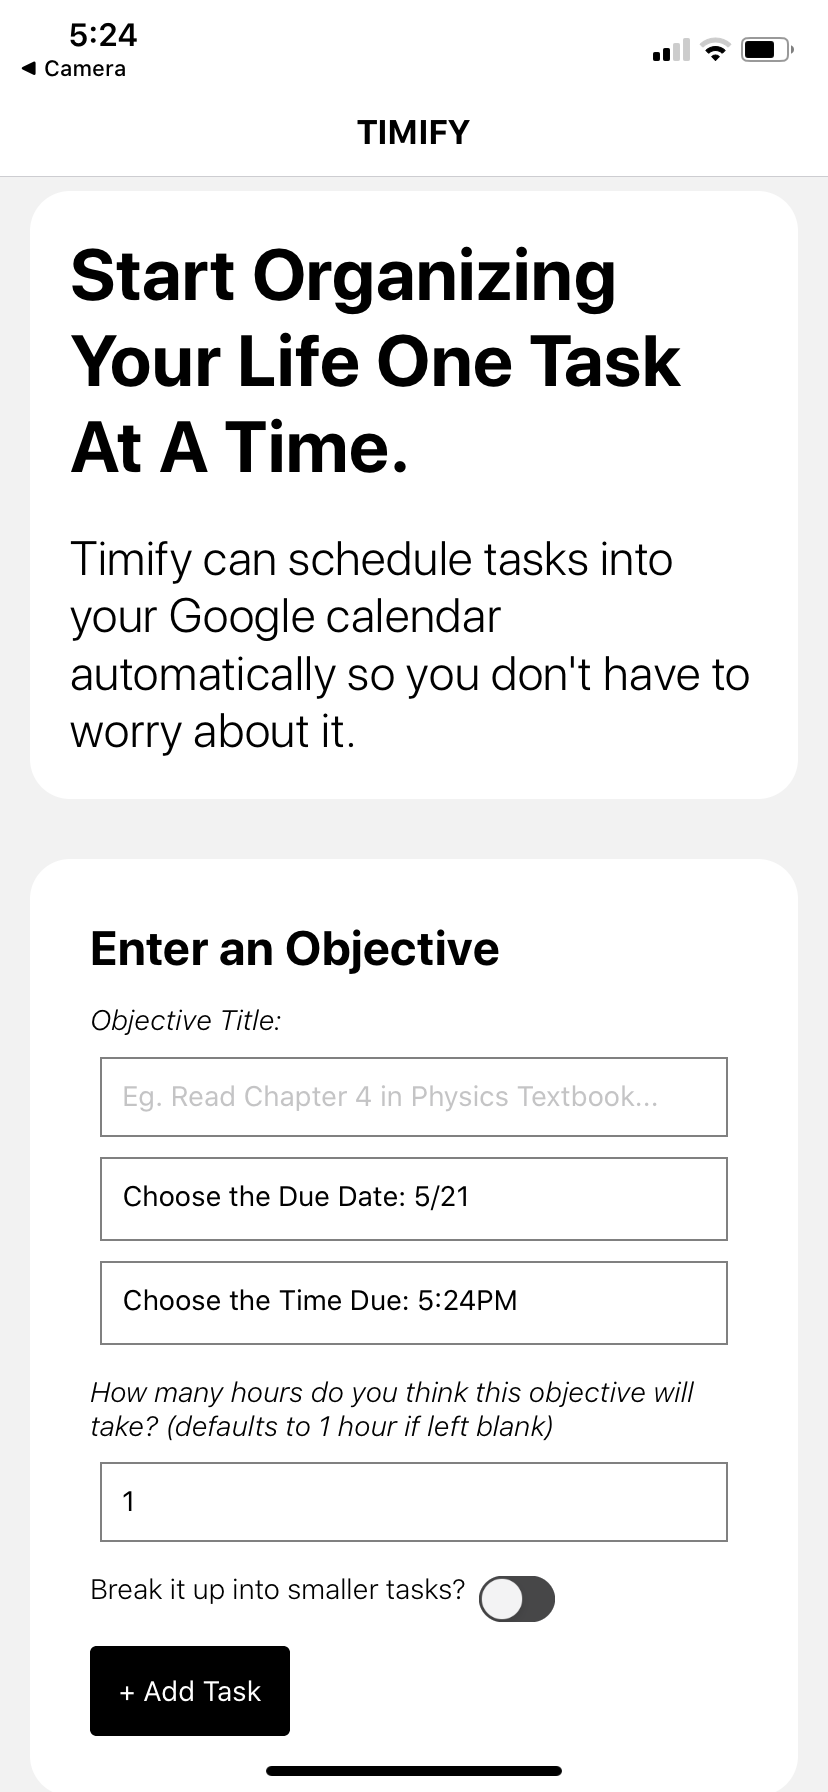 5:24
◀ Camera
TIMIFY
Start Organizing
Your Life One Task
At A Time.
Timify can schedule tasks into
your Google calendar
automatically so you don't have to
worry about it.
Enter an Objective
Objective Title:
Eg. Read Chapter 4 in Physics Textbook...
Choose the Due Date: 5/21
Choose the Time Due: 5:24PM
How many hours do you think this objective will
take? (defaults to 1 hour if left blank)
1
Break it up into smaller tasks?
+ Add Task